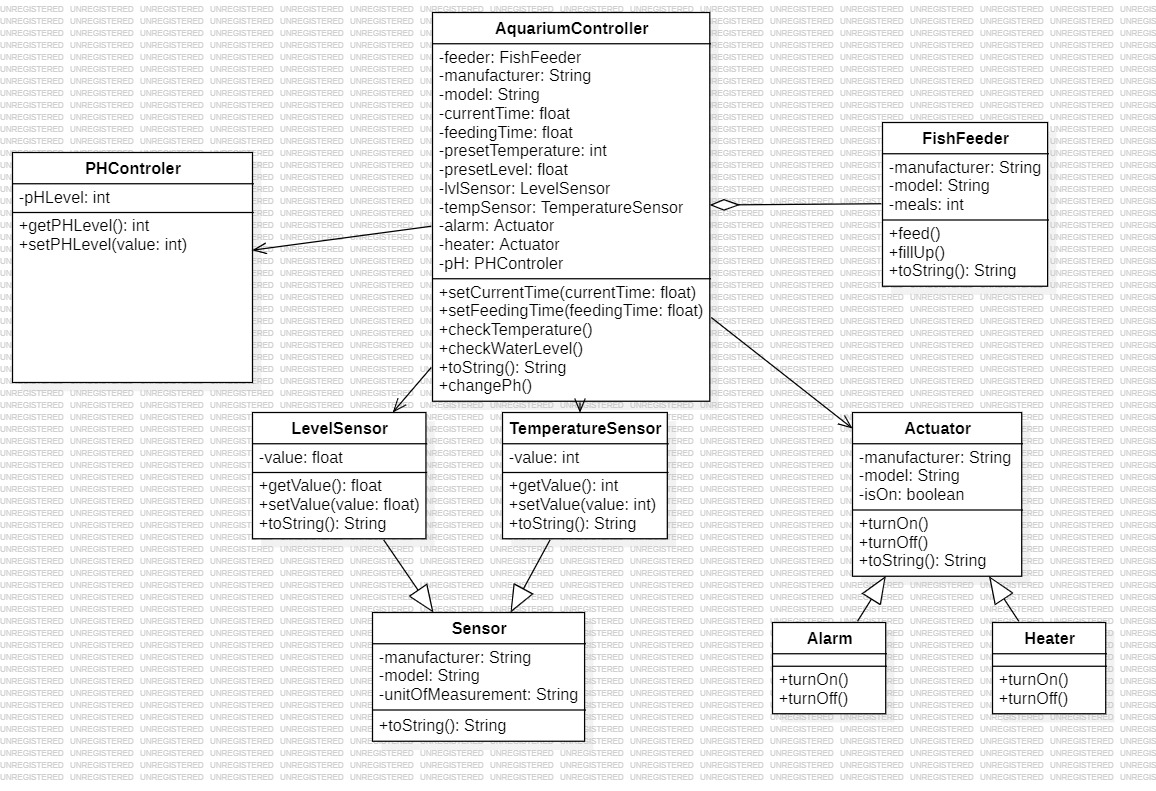 AquariumController
-feeder: FishFeeder
-manufacturer: String
-model: String
-currentTime: float
-feedingTime: float
-presetTemperature: int
-presetLevel: float
-lvlSensor: LevelSensor
-tempSensor: TemperatureSensor
-alarm: Actuator
-heater: Actuator
-pH: PHControler
+setCurrentTime(currentTime: float)
+setFeedingTime(feedingTime: float)
+checkTemperature()
+checkWaterLevel()
+toString(): String
+changePh()
PHControler
-pHLevel: int
+getPHLevel(): int
+setPHLevel(value: int)
FishFeeder
-manufacturer: String
-model: String
-meals: int
+feed()
+fillUp()
+toString(): String
LevelSensor
-value: float
+getValue(): float
+setValue(value: float)
+toString(): String
TemperatureSensor
-value: int
+getValue(): int
+setValue(value: int)
+toString(): String
Actuator
-manufacturer: String
-model: String
-isOn: boolean
+turnOn()
+turnOff()
+toString(): String
Sensor
-manufacturer: String
-model: String
-unitOfMeasurement: String
+toString(): String
Alarm
+turnOn()
+turnOff()
Heater
+turnOn()
+turnOff()
UNREGISTERED